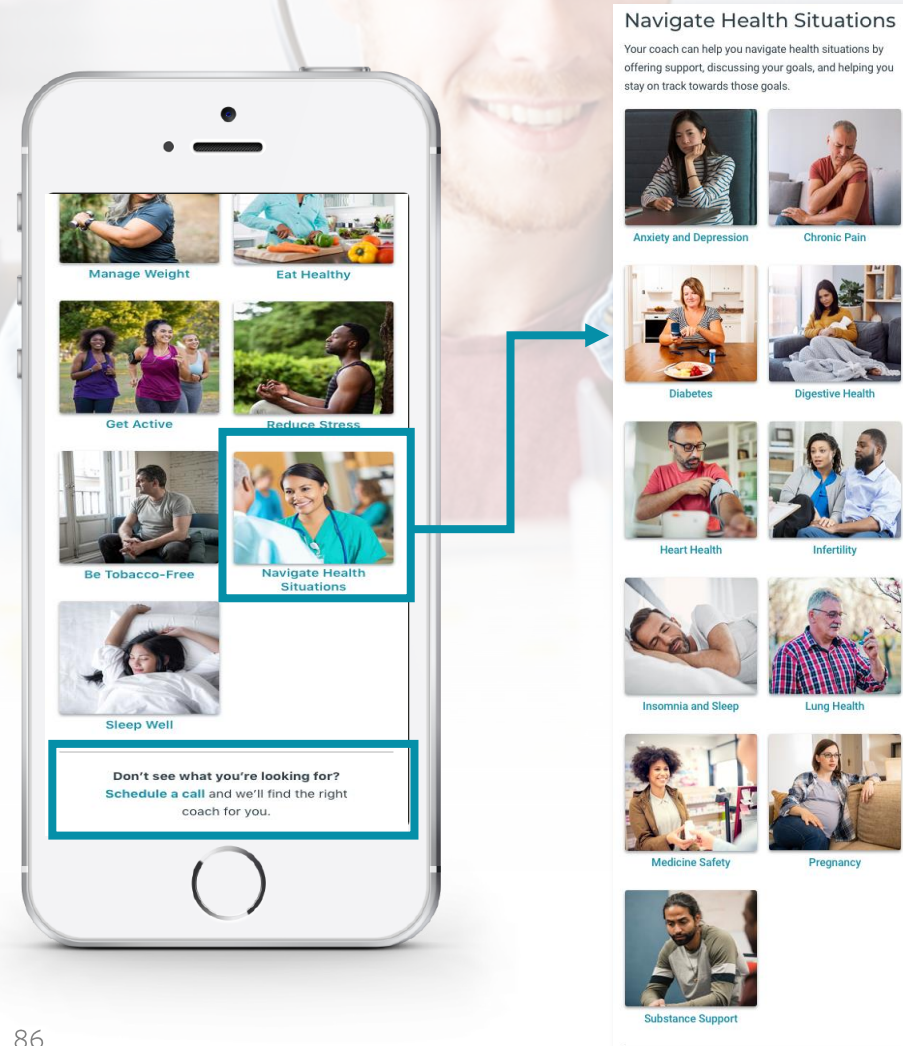 Manage Weight
Eat Healthy
Get Active
Reduce Stress
Be Tobacco-Free
Navigate Health
Situations
Sleep Well
Don't see what you're looking for?
Schedule a call and we'll find the right
coach for you.
Navigate Health Situations
Your coach can help you navigate health situations by
offering support, discussing your goals, and helping you
stay on track towards those goals.
Anxiety and Depression
Chronic Pain
Diabetes
Digestive Health
Heart Health
Infertility
Insomnia and Sleep
Lung Health
Medicine Safety
Pregnancy
Substance Support
86